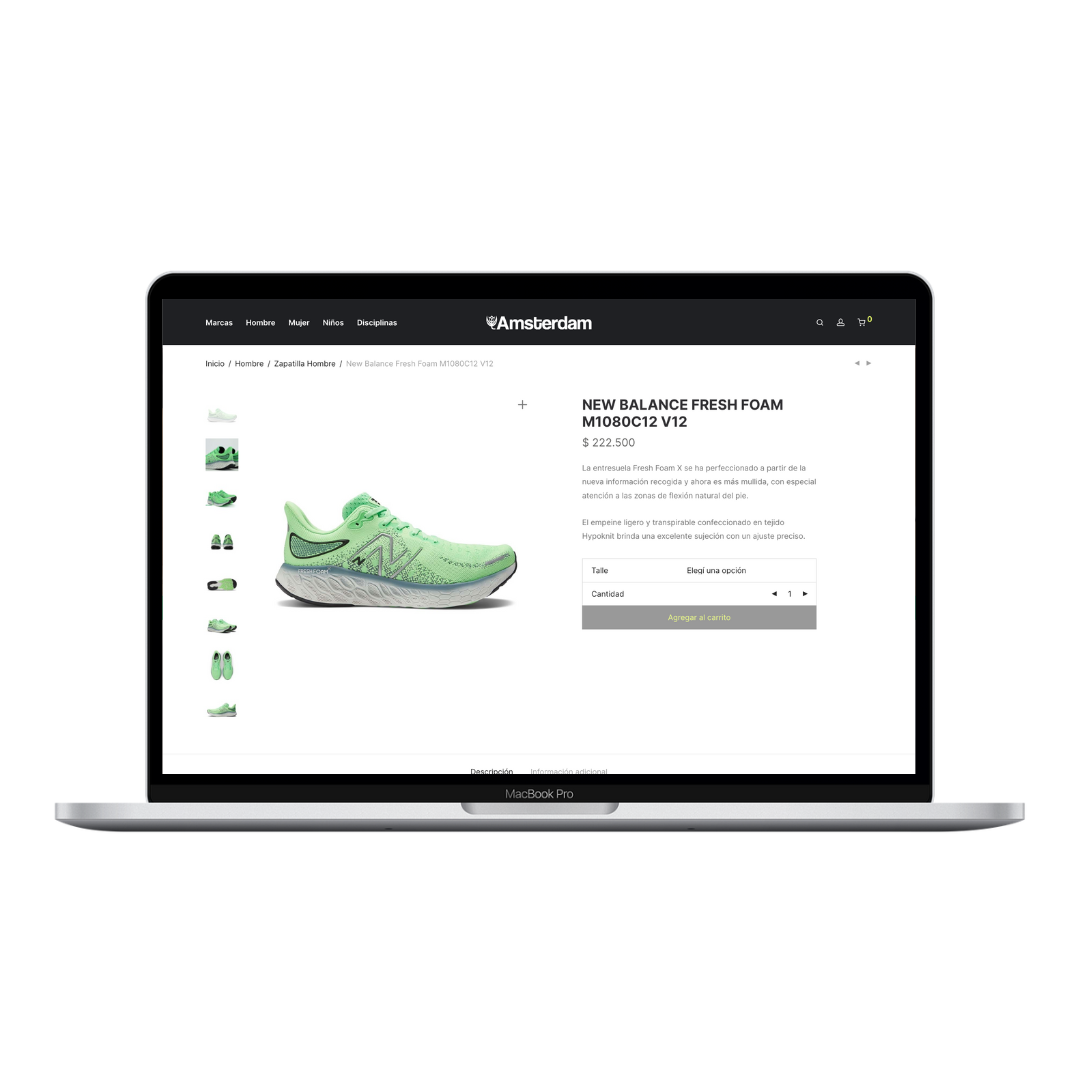 Marcas Hombre Mujer Niños Disciplinas
Amsterdam
0
Inicio / Hombre / Zapatilla Hombre / New Balance Fresh Foam M1080C12 V12
NEW BALANCE FRESH FOAM
M1080C12 V12
$ 222.500
La entresuela Fresh Foam X se ha perfeccionado a partir de la
nueva información recogida y ahora es más mullida, con especial
atención a las zonas de flexión natural del pie.
El empeine ligero y transpirable confeccionado en tejido
Hypoknit brinda una excelente sujeción con un ajuste preciso.
Talle Elegí una opción
Cantidad ◄ 1 ►
Agregar al carrito
FRESH FOAM
Descripción Información adicional
MacBook Pro